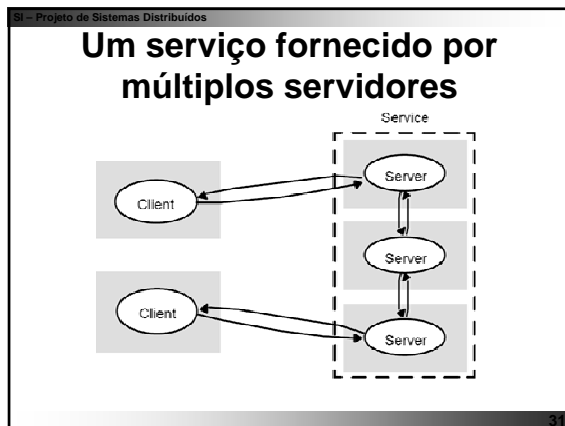 SI – Projeto de Sistemas Distribuídos
Um serviço fornecido por
múltiplos servidores
Service
Server
Client
Server
Client
Server
31